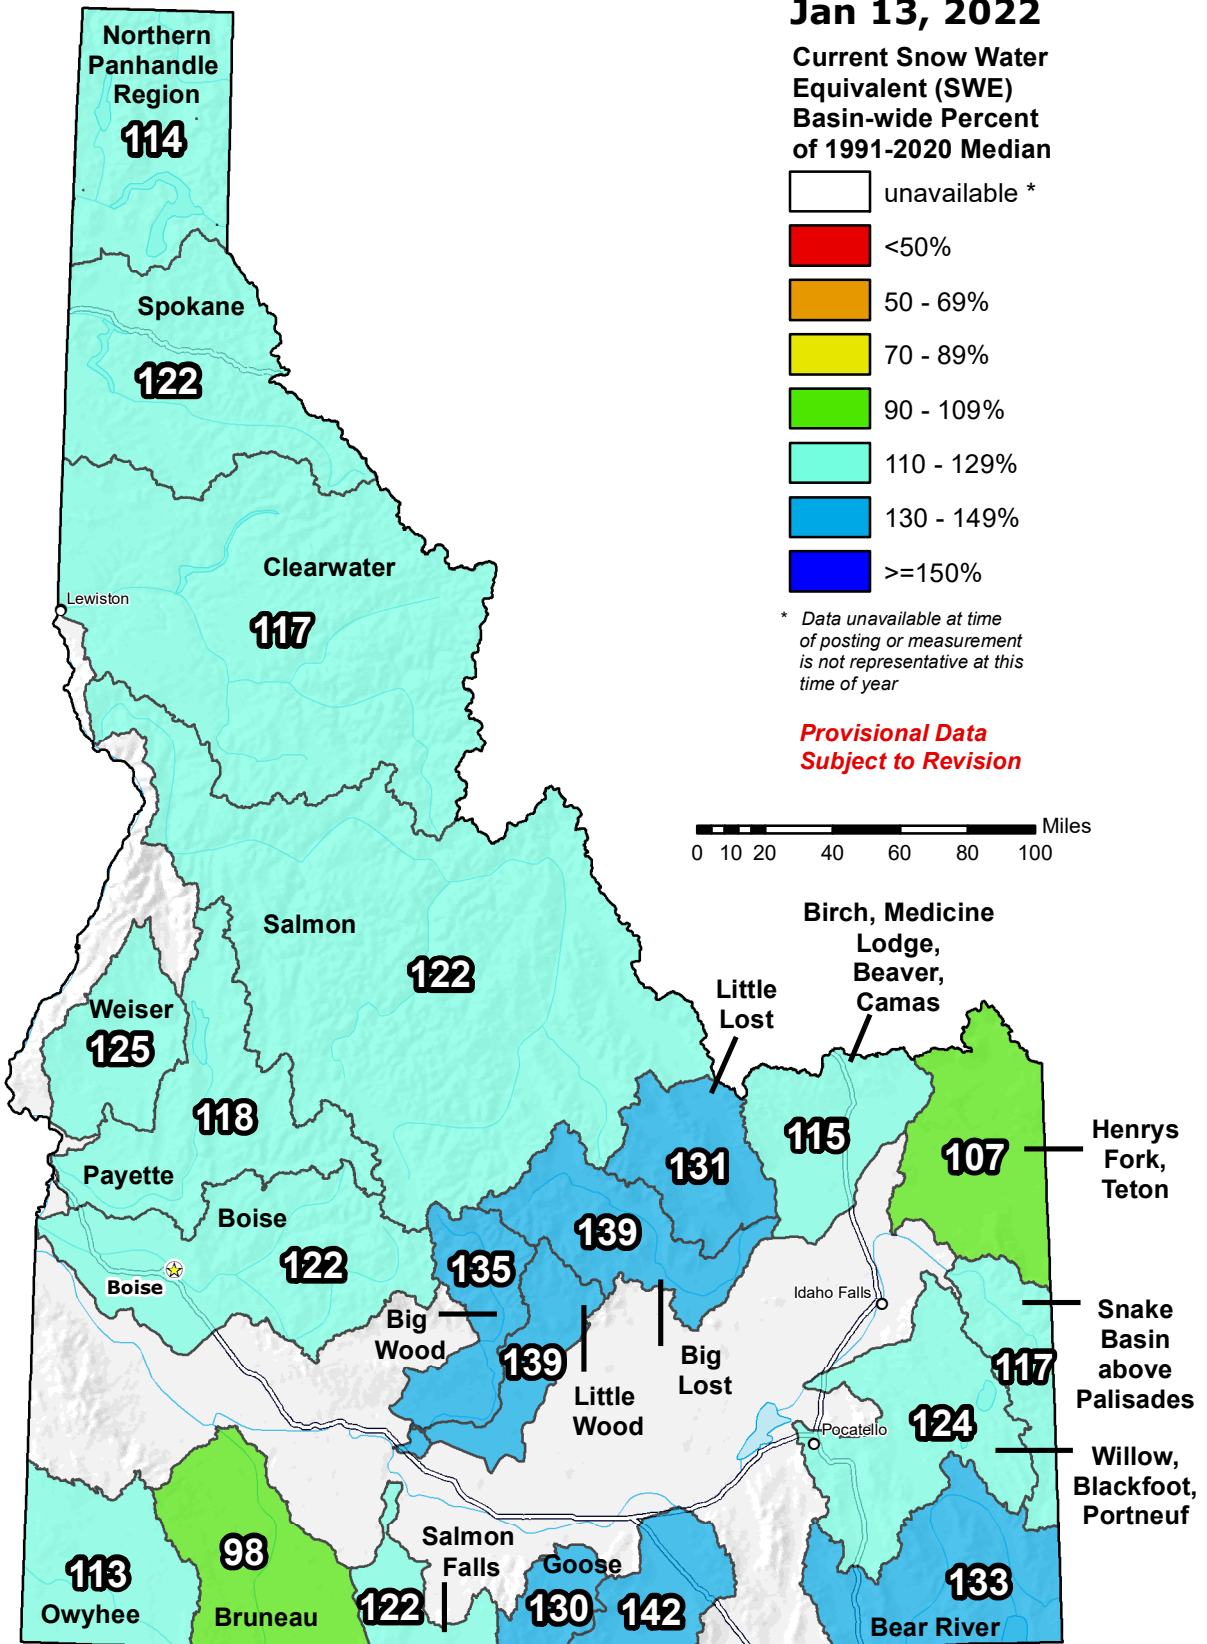 Jan 13, 2022
Current Snow Water
Equivalent (SWE)
Basin-wide Percent
of 1991-2020 Median
unavailable *
<50%
50 - 69%
70 - 89%
90 - 109%
110 - 129%
130 - 149%
>=150%
* Data unavailable at time
of posting or measurement
is not representative at this
time of year
Provisional Data
Subject to Revision
Miles
0 10 20 40 60 80 100
Northern
Panhandle
Region
114
Spokane
122
Clearwater
117
Lewiston
Salmon
122
Weiser
125
118
Payette
Boise
122
Boise
Little
Lost
131
Birch, Medicine
Lodge,
Beaver,
Camas
115
107
Henrys
Fork,
Teton
139
135
Big
Wood
139
Little
Wood
Big
Lost
Idaho Falls
Snake
Basin
above
Palisades
117
124
Pocatello
Willow,
Blackfoot,
Portneuf
113
Owyhee
98
Bruneau
122
Salmon
Falls
Goose
130
142
133
Bear River